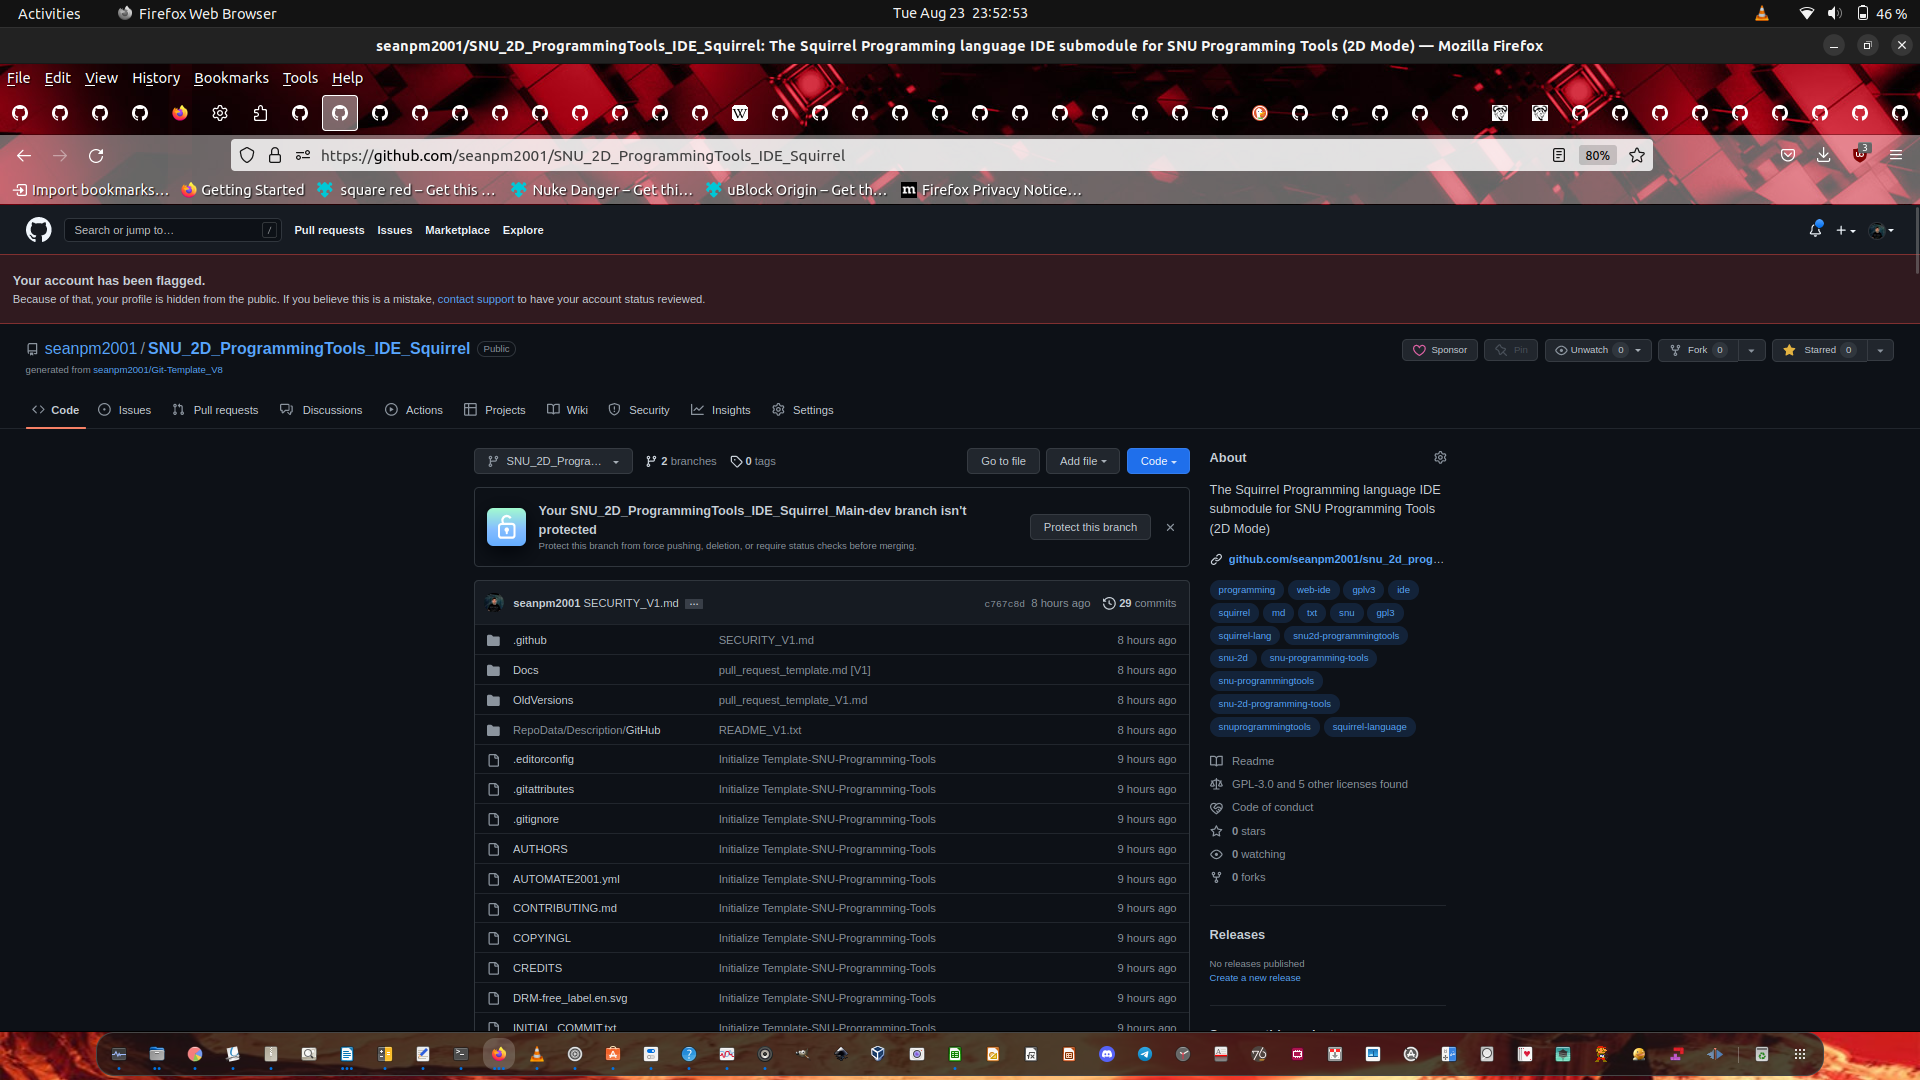 Activities
Firefox Web Browser
Tue Aug 23 23:52:53
46 %
seanpm2001/SNU_2D_ProgrammingTools_IDE_Squirrel: The Squirrel Programming language IDE submodule for SNU Programming Tools (2D Mode) — Mozilla Firefox
File Edit View History Bookmarks Tools Help
https://github.com/seanpm2001/SNU_2D_ProgrammingTools_IDE_Squirrel
80%
3
Import bookmarks…
Getting Started
square red – Get this …
Nuke Danger – Get thi…
uBlock Origin – Get th…
Firefox Privacy Notice…
Search or jump to…
/
Pull requests Issues Marketplace Explore
Your account has been flagged.
Because of that, your profile is hidden from the public. If you believe this is a mistake, contact support to have your account status reviewed.
seanpm2001 / SNU_2D_ProgrammingTools_IDE_Squirrel Public
Sponsor
Pin
Unwatch 0
Fork 0
Starred 0
generated from seanpm2001/Git-Template_V8
Code Issues Pull requests Discussions Actions Projects Wiki Security Insights Settings
SNU_2D_Progra…
2 branches
0 tags
Go to file
Add file
Code
Your SNU_2D_ProgrammingTools_IDE_Squirrel_Main-dev branch isn't
protected
Protect this branch from force pushing, deletion, or require status checks before merging.
Protect this branch
seanpm2001 SECURITY_V1.md … c767c8d 8 hours ago 29 commits
.github SECURITY_V1.md 8 hours ago
Docs pull_request_template.md [V1] 8 hours ago
OldVersions pull_request_template_V1.md 8 hours ago
RepoData/Description/GitHub README_V1.txt 8 hours ago
.editorconfig Initialize Template-SNU-Programming-Tools 9 hours ago
.gitattributes Initialize Template-SNU-Programming-Tools 9 hours ago
.gitignore Initialize Template-SNU-Programming-Tools 9 hours ago
AUTHORS Initialize Template-SNU-Programming-Tools 9 hours ago
AUTOMATE2001.yml Initialize Template-SNU-Programming-Tools 9 hours ago
CONTRIBUTING.md Initialize Template-SNU-Programming-Tools 9 hours ago
COPYINGL Initialize Template-SNU-Programming-Tools 9 hours ago
CREDITS Initialize Template-SNU-Programming-Tools 9 hours ago
DRM-free_label.en.svg Initialize Template-SNU-Programming-Tools 9 hours ago
INITIAL_COMMIT.txt Initialize Template-SNU-Programming-Tools 9 hours ago
About
The Squirrel Programming language IDE
submodule for SNU Programming Tools
(2D Mode)
github.com/seanpm2001/snu_2d_prog…
programming web-ide gplv3 ide
squirrel md txt snu gpl3
squirrel-lang snu2d-programmingtools
snu-2d snu-programming-tools
snu-programmingtools
snu-2d-programming-tools
snuprogrammingtools squirrel-language
Readme
GPL-3.0 and 5 other licenses found
Code of conduct
0 stars
0 watching
0 forks
Releases
No releases published
Create a new release